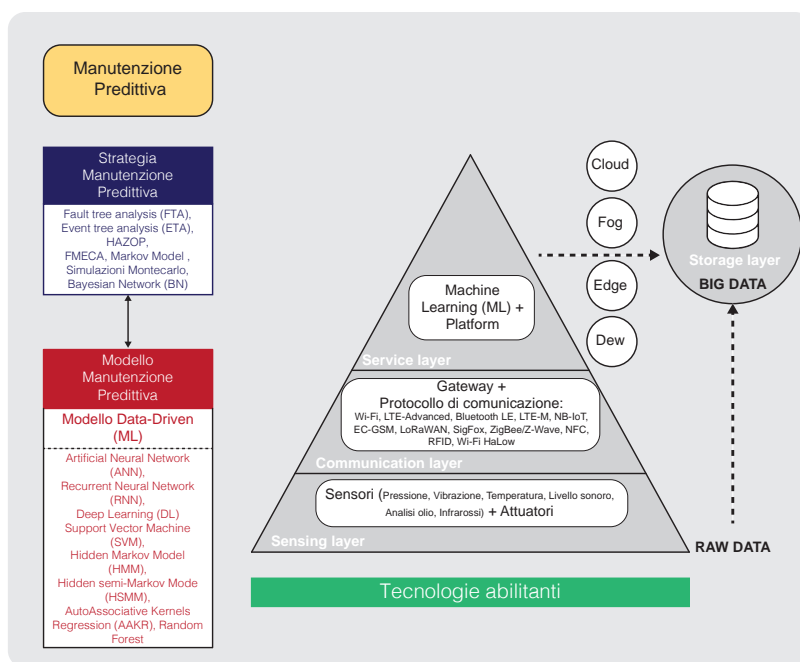 Manutenzione
Predittiva
Strategia
Manutenzione
Predittiva
Fault tree analysis (FTA),
Event tree analysis (ETA),
HAZOP,
FMECA, Markov Model ,
Simulazioni Montecarlo,
Bayesian Network (BN)
Modello
Manutenzione
Predittiva
Modello Data-Driven
(ML)
Artificial Neural Network
(ANN),
Recurrent Neural Network
(RNN),
Deep Learning (DL)
Support Vector Machine
(SVM),
Hidden Markov Model
(HMM),
Hidden semi-Markov Mode
(HSMM),
AutoAssociative Kernels
Regression (AAKR), Random
Forest
Machine
Learning (ML) +
Platform
Service layer
Gateway +
Protocollo di comunicazione:
Wi-Fi, LTE-Advanced, Bluetooth LE, LTE-M, NB-IoT,
EC-GSM, LoRaWAN, SigFox, ZigBee/Z-Wave, NFC,
RFID, Wi-Fi HaLow
Communication layer
Sensori (Pressione, Vibrazione, Temperatura, Livello sonoro,
Analisi olio, Infrarossi) + Attuatori
Sensing layer
Tecnologie abilitanti
Cloud
Fog
Edge
Dew
Storage layer
BIG DATA
RAW DATA